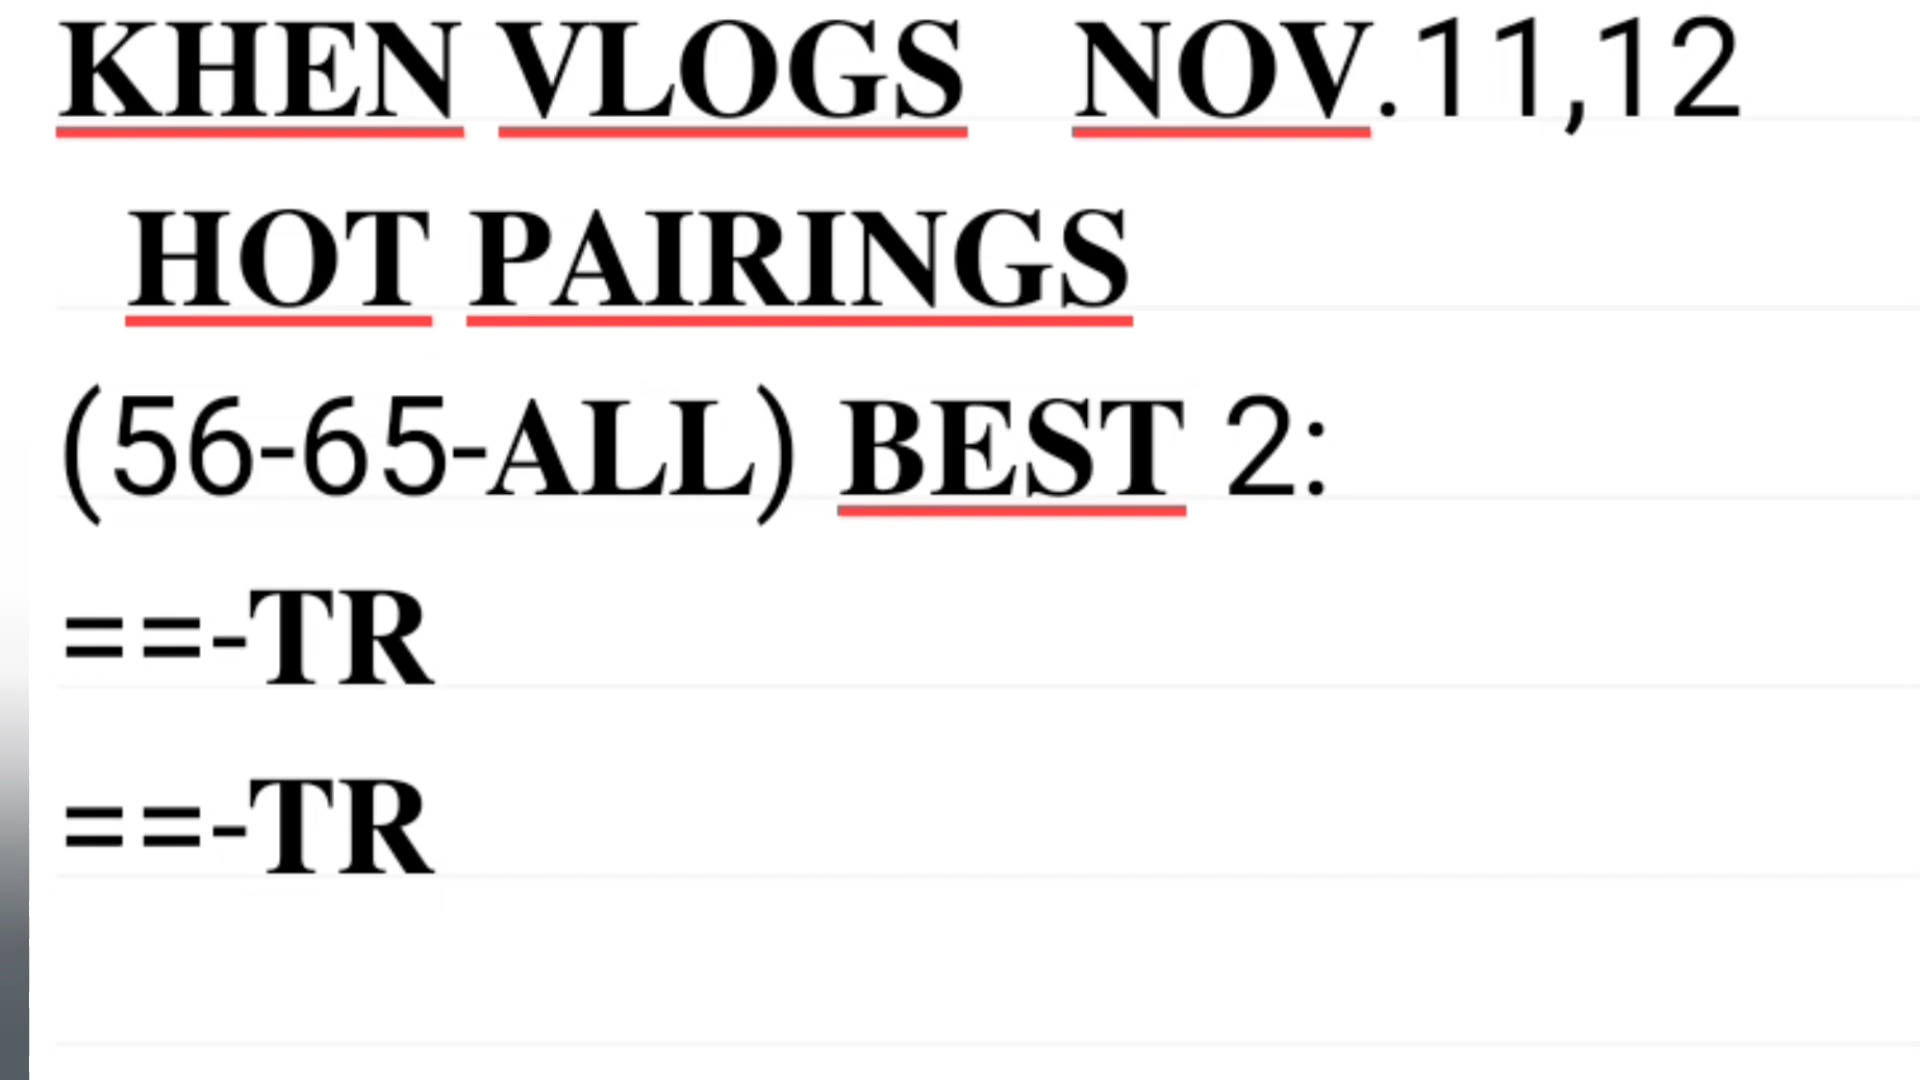 KHEN VLOGS NOV.11,12
HOT PAIRINGS
(56-65-ALL) BEST 2:
==-TR
==-TR